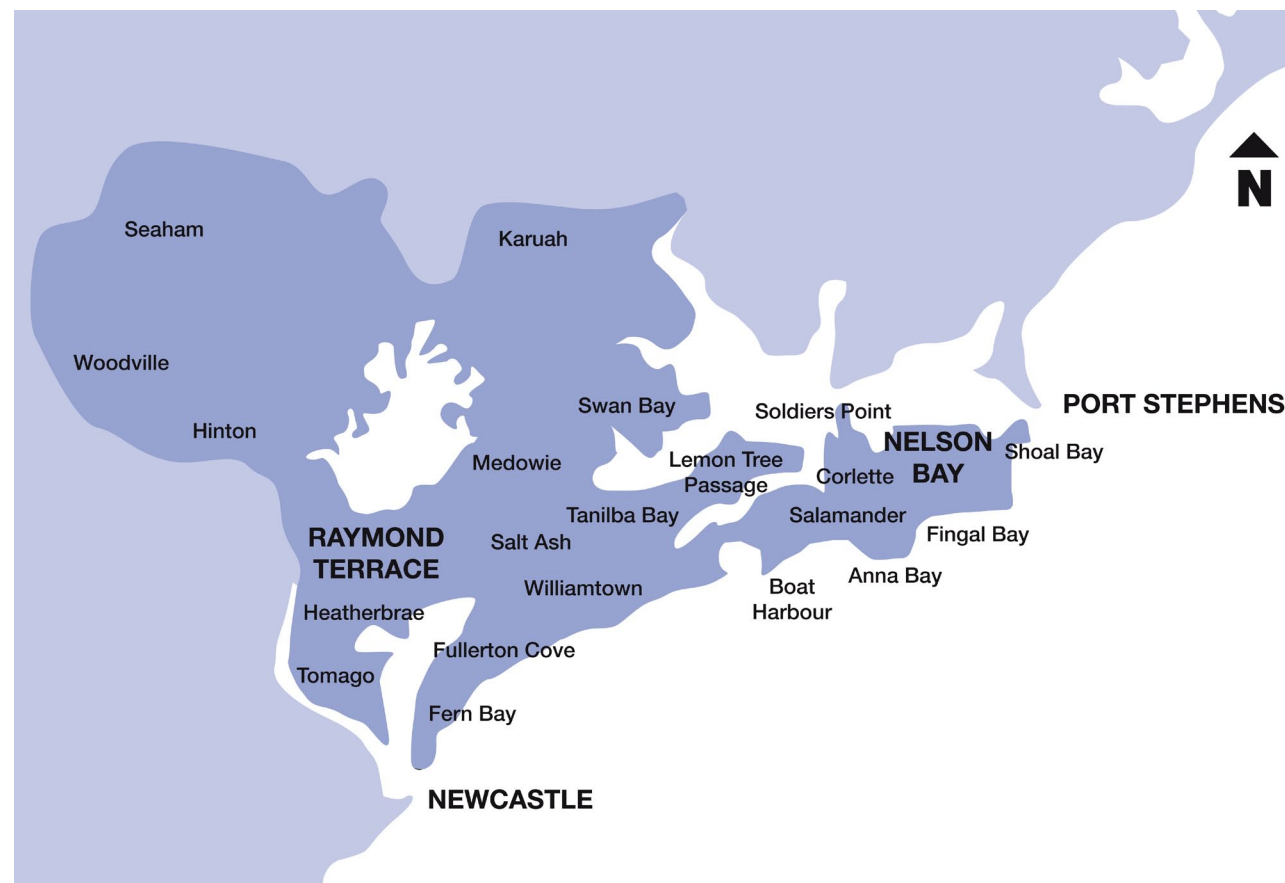 N
Seaham
Karuah
Woodville
Swan Bay
Soldiers Point
PORT STEPHENS
Hinton
NELSON
BAY
Shoal Bay
Medowie
Lemon Tree
Passage
Corlette
Tanilba Bay
Salamander
RAYMOND
TERRACE
Salt Ash
Fingal Bay
Williamtown
Boat
Harbour
Anna Bay
Heatherbrae
Fullerton Cove
Tomago
Fern Bay
NEWCASTLE